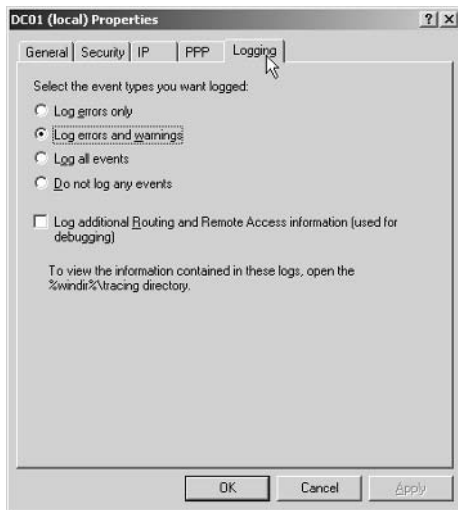 DC01 (local) Properties
General Security IP PPP Logging
Select the event types you want logged:
Log errors only
Log errors and warnings
Log all events
Do not log any events
Log additional Routing and Remote Access information (used for
debugging)
To view the information contained in these logs, open the
%windir%\tracing directory.
OK Cancel Apply